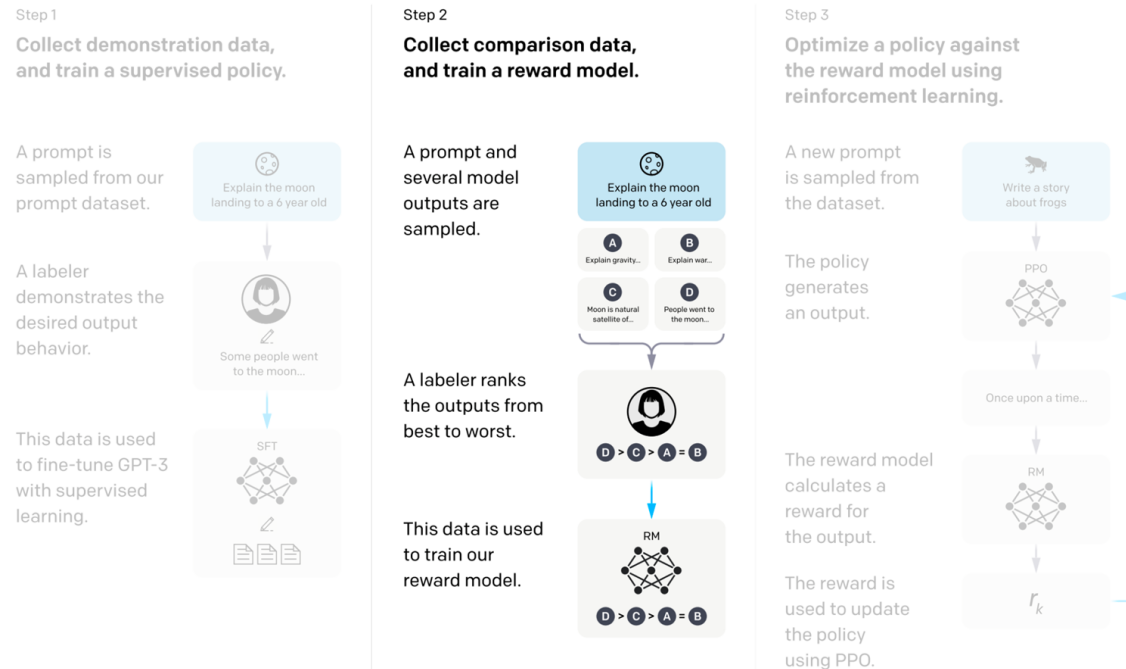 Step 1
Collect demonstration data,
and train a supervised policy.
A prompt is
sampled from our
prompt dataset.
Explain the moon
landing to a 6 year old
A labeler
demonstrates the
desired output
behavior.
Some people went
to the moon...
This data is used
to fine-tune GPT-3
with supervised
learning.
SFT
Step 2
Collect comparison data,
and train a reward model.
A prompt and
several model
outputs are
sampled.
Explain the moon
landing to a 6 year old
A
Explain gravity...
B
Explain war...
C
Moon is natural
satellite of...
D
People went to
the moon...
A labeler ranks
the outputs from
best to worst.
D > C > A = B
This data is used
to train our
reward model.
RM
D > C > A = B
Step 3
Optimize a policy against
the reward model using
reinforcement learning.
A new prompt
is sampled from
the dataset.
Write a story
about frogs
The policy
generates
an output.
PPO
Once upon a time...
The reward model
calculates a
reward for
the output.
RM
The reward is
used to update
the policy
using PPO.
r_k